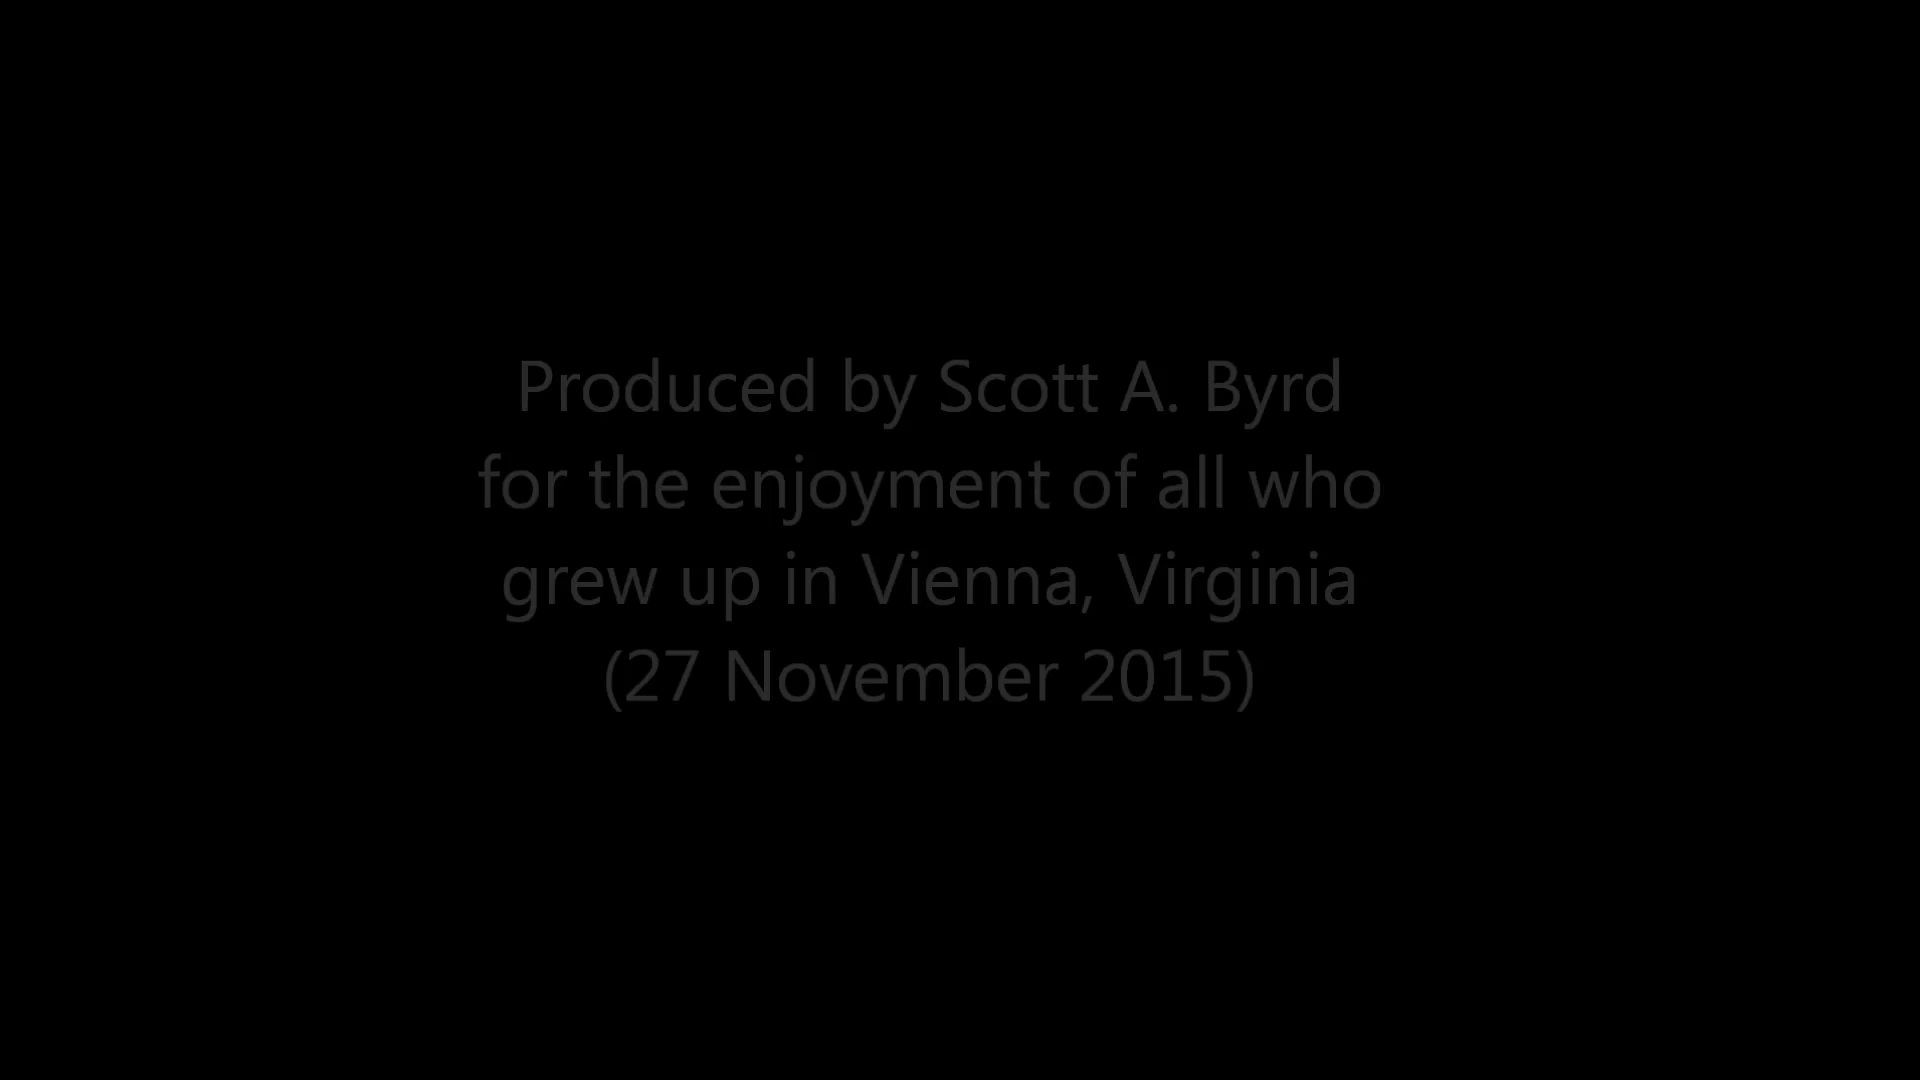 Produced by Scott A. Byrd
for the enjoyment of all who
grew up in Vienna, Virginia
(27 November 2015)